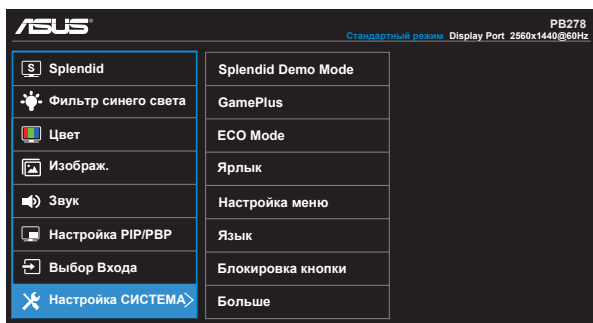 ASUS
PB278
Стандартный режим Display Port 2560x1440@60Hz
S Splendid
Фильтр синего света
Цвет
Изображ.
Звук
Настройка PIP/PBP
Выбор Входа
Настройка СИСТЕМА
Splendid Demo Mode
GamePlus
ECO Mode
Ярлык
Настройка меню
Язык
Блокировка кнопки
Больше